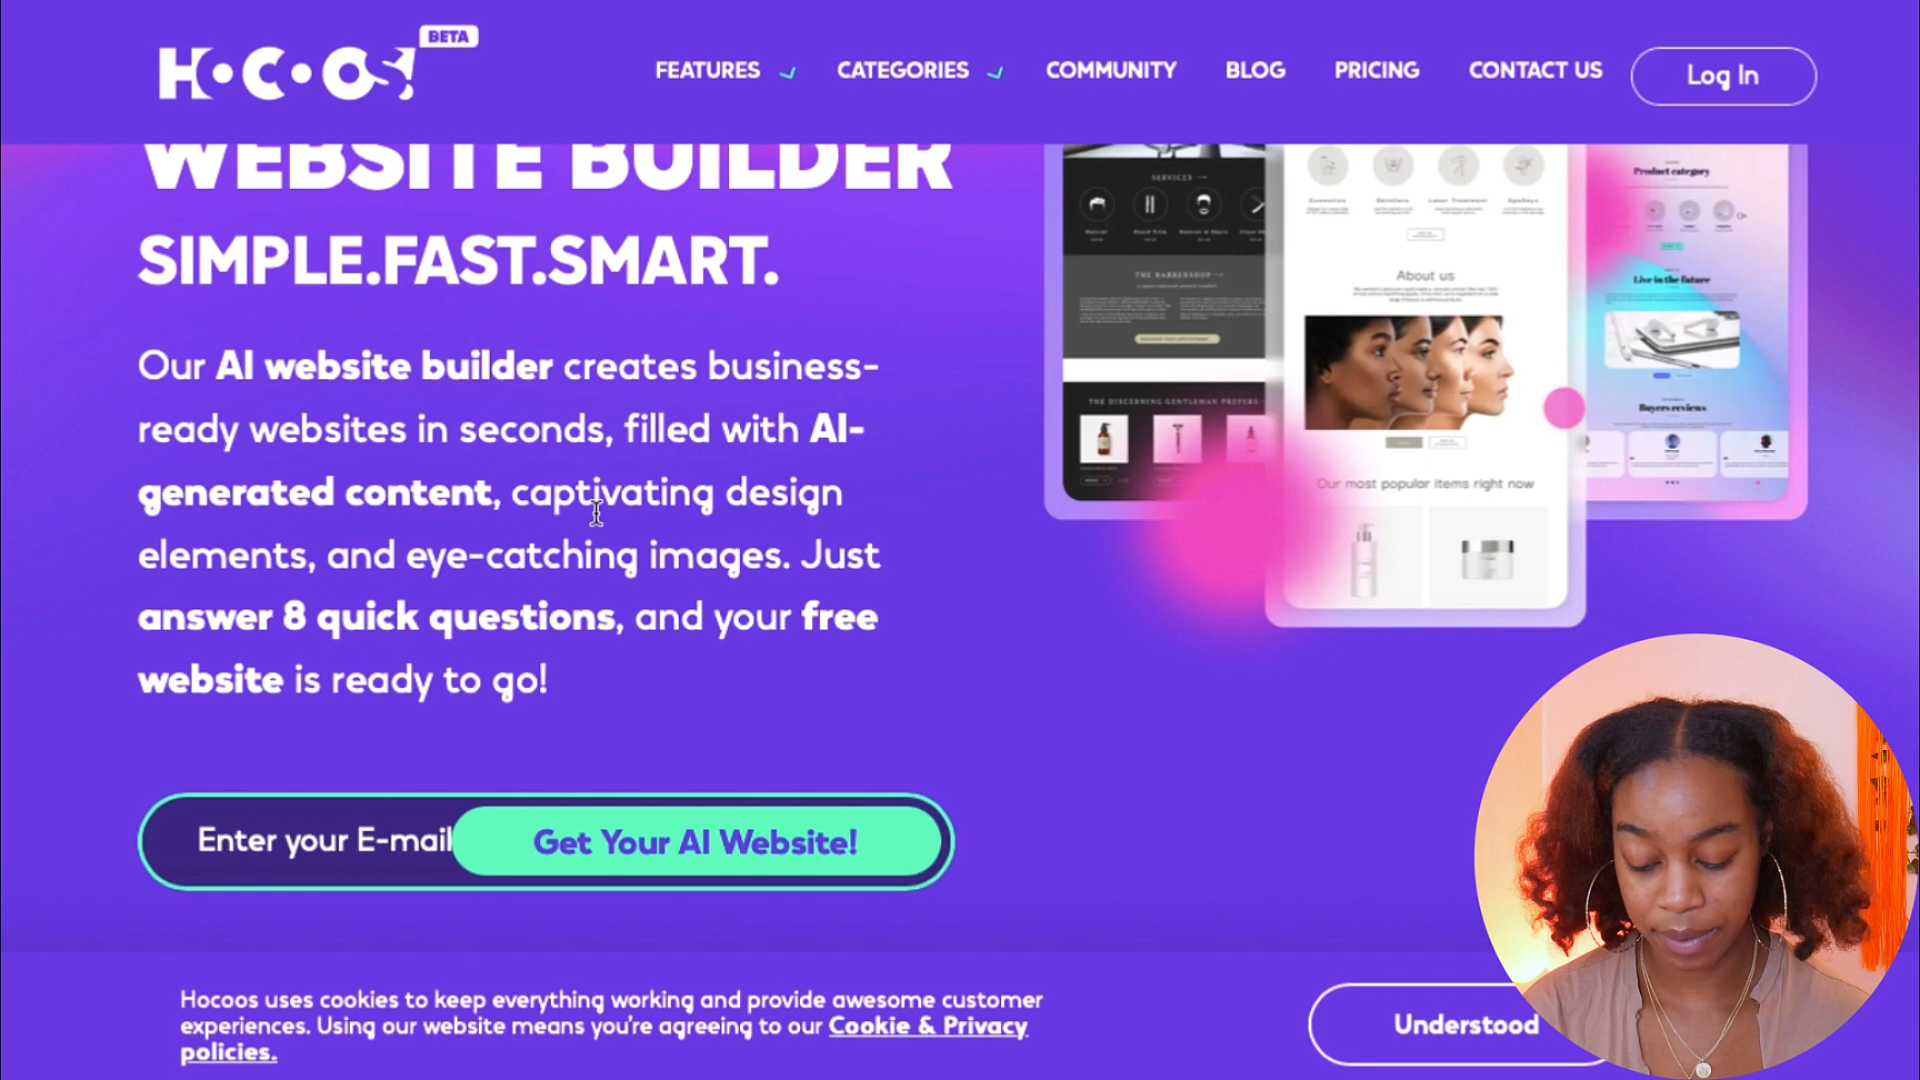 HOCOOS
BETA
FEATURES
CATEGORIES
COMMUNITY
BLOG
PRICING
CONTACT US
Log In
WEBSITE BUILDER
SIMPLE.FAST.SMART.
Our AI website builder creates business-
ready websites in seconds, filled with AI-
generated content, captivating design
elements, and eye-catching images. Just
answer 8 quick questions, and your free
website is ready to go!
Enter your E-mail
Get Your AI Website!
SERVICES
THE BARBERSHOP
THE DISCERNING GENTLEMAN PREFERS
About us
Our most popular items right now
Product category
Live in the future
Buyers reviews
Hocoos uses cookies to keep everything working and provide awesome customer
experiences. Using our website means you're agreeing to our Cookie & Privacy
policies.
Understood